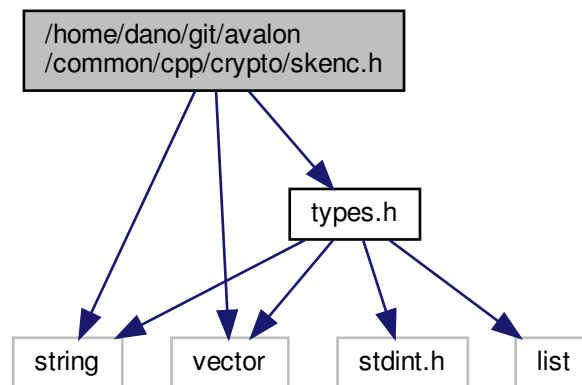 /home/dano/git/avalon
/common/cpp/crypto/skenc.h
types.h
string
vector
stdint.h
list